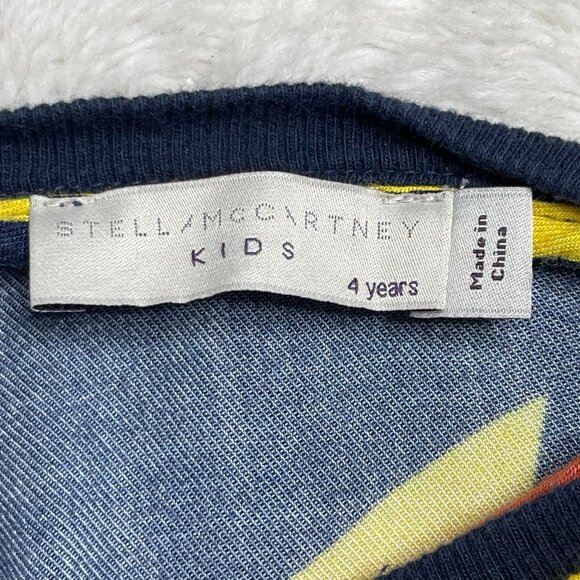 STELLA McCARTNEY
KIDS
4 years
Made in
China